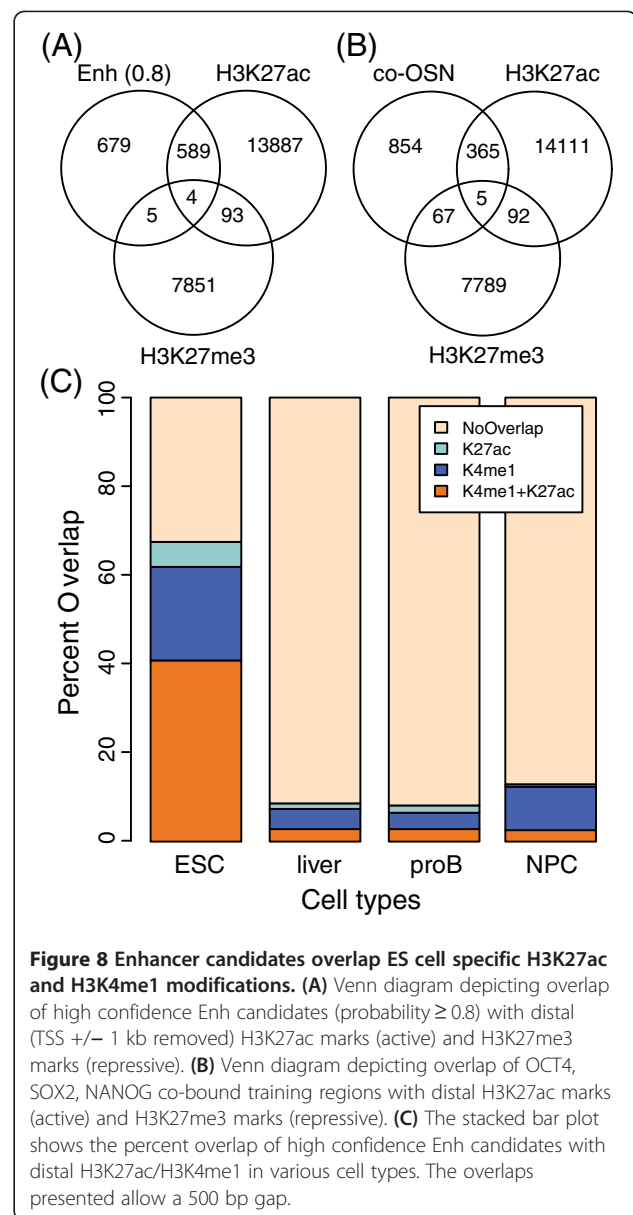 (A)
(B)
Enh (0.8)
H3K27ac
co-OSN
H3K27ac
679
589
13887
4
5
93
7851
854
365
14111
5
67
92
7789
H3K27me3
H3K27me3
(C)
100
80
60
40
20
0
Percent Overlap
NoOverlap
K27ac
K4me1
K4me1+K27ac
ESC
liver
proB
NPC
Cell types
Figure 8 Enhancer candidates overlap ES cell specific H3K27ac
and H3K4me1 modifications. (A) Venn diagram depicting overlap
of high confidence Enh candidates (probability ≥ 0.8) with distal
(TSS +/− 1 kb removed) H3K27ac marks (active) and H3K27me3
marks (repressive). (B) Venn diagram depicting overlap of OCT4,
SOX2, NANOG co-bound training regions with distal H3K27ac marks
(active) and H3K27me3 marks (repressive). (C) The stacked bar plot
shows the percent overlap of high confidence Enh candidates with
distal H3K27ac/H3K4me1 in various cell types. The overlaps
presented allow a 500 bp gap.